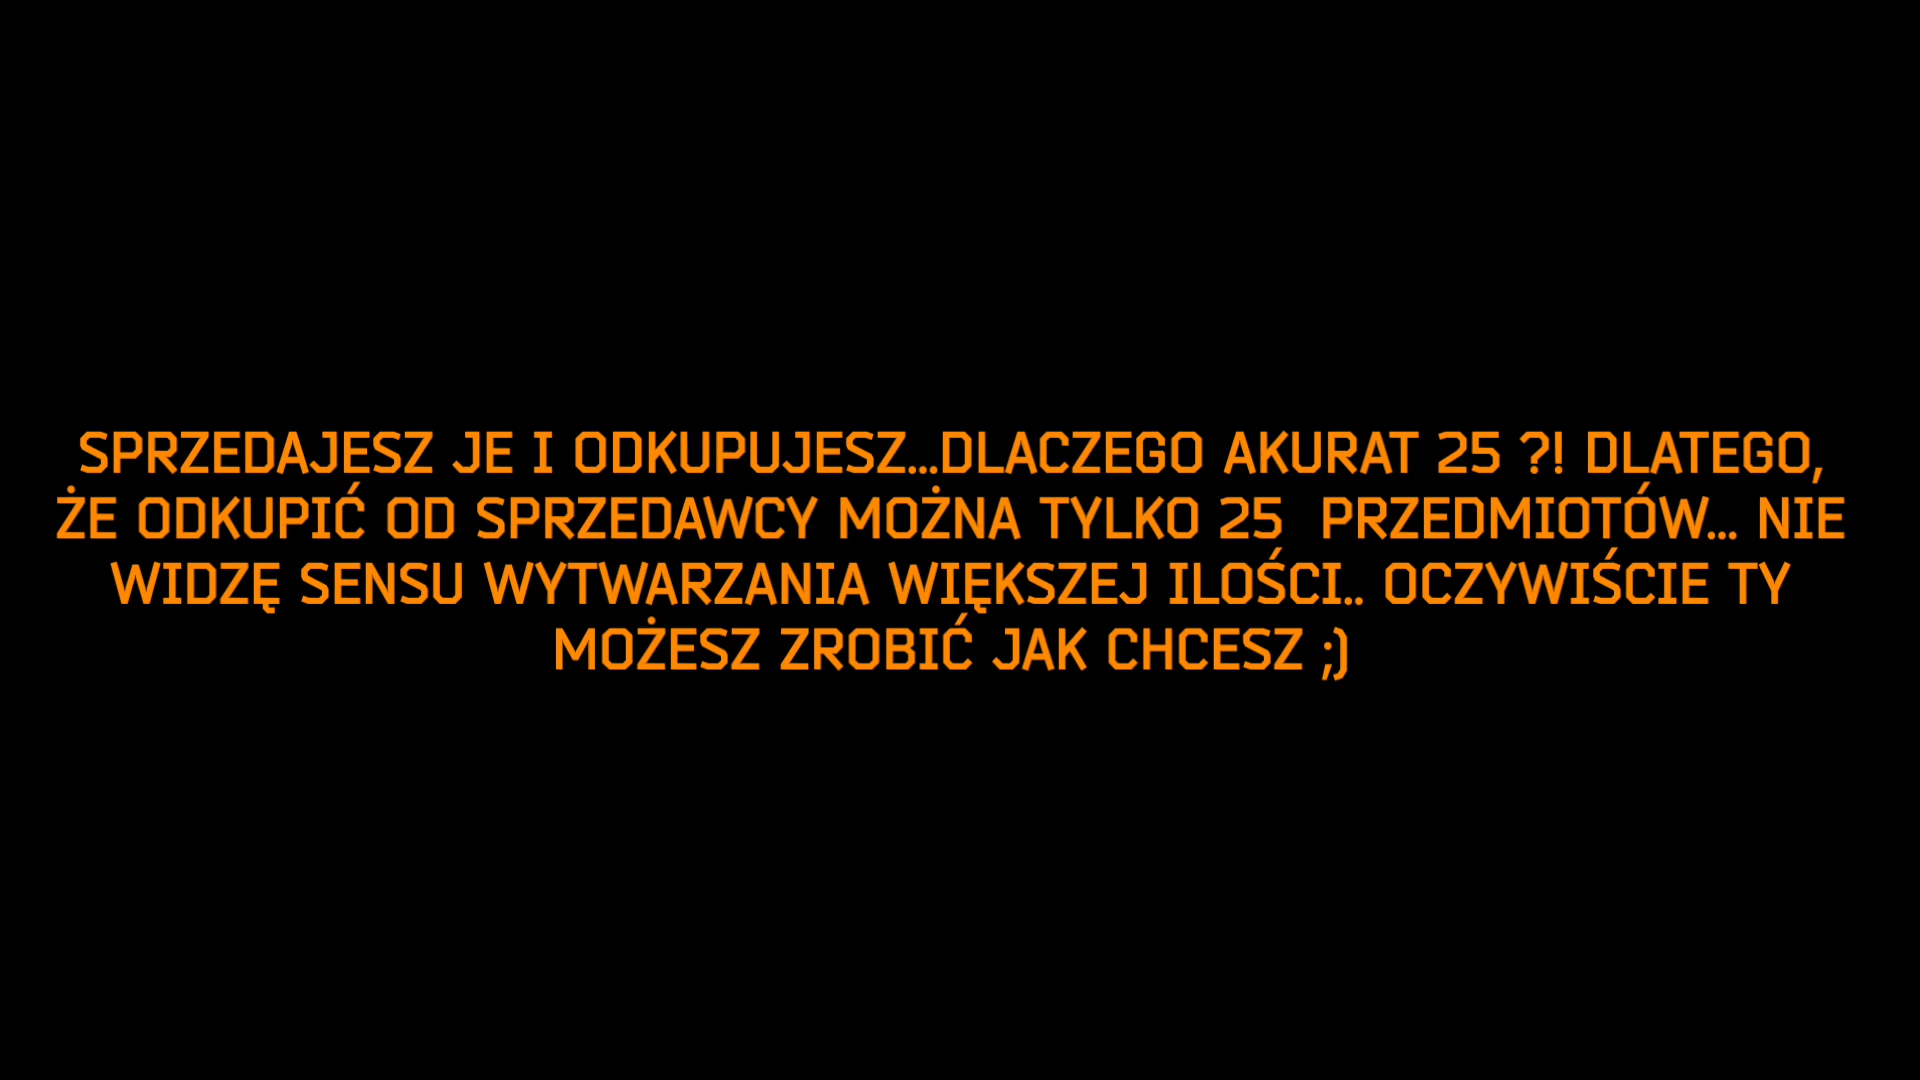 SPRZEDAJESZ JE I ODKUPUJESZ...DLACZEGO AKURAT 25 ?! DLATEGO,
ŻE ODKUPIĆ OD SPRZEDAWCY MOŻNA TYLKO 25  PRZEDMIOTÓW... NIE
WIDZĘ SENSU WYTWARZANIA WIĘKSZEJ ILOŚCI.. OCZYWIŚCIE TY
MOŻESZ ZROBIĆ JAK CHCESZ ;)